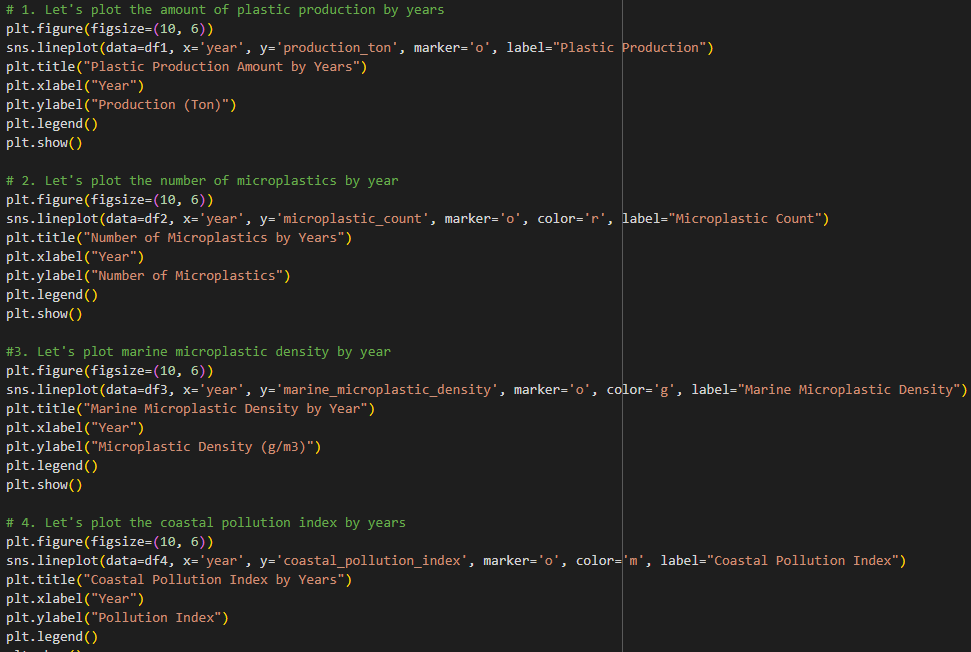 # 1. Let's plot the amount of plastic production by years
plt.figure(figsize=(10, 6))
sns.lineplot(data=df1, x='year', y='production_ton', marker='o', label="Plastic Production")
plt.title("Plastic Production Amount by Years")
plt.xlabel("Year")
plt.ylabel("Production (Ton)")
plt.legend()
plt.show()

# 2. Let's plot the number of microplastics by year
plt.figure(figsize=(10, 6))
sns.lineplot(data=df2, x='year', y='microplastic_count', marker='o', color='r', label="Microplastic Count")
plt.title("Number of Microplastics by Years")
plt.xlabel("Year")
plt.ylabel("Number of Microplastics")
plt.legend()
plt.show()

#3. Let's plot marine microplastic density by year
plt.figure(figsize=(10, 6))
sns.lineplot(data=df3, x='year', y='marine_microplastic_density', marker='o', color='g', label="Marine Microplastic Density")
plt.title("Marine Microplastic Density by Year")
plt.xlabel("Year")
plt.ylabel("Microplastic Density (g/m3)")
plt.legend()
plt.show()

# 4. Let's plot the coastal pollution index by years
plt.figure(figsize=(10, 6))
sns.lineplot(data=df4, x='year', y='coastal_pollution_index', marker='o', color='m', label="Coastal Pollution Index")
plt.title("Coastal Pollution Index by Years")
plt.xlabel("Year")
plt.ylabel("Pollution Index")
plt.legend()